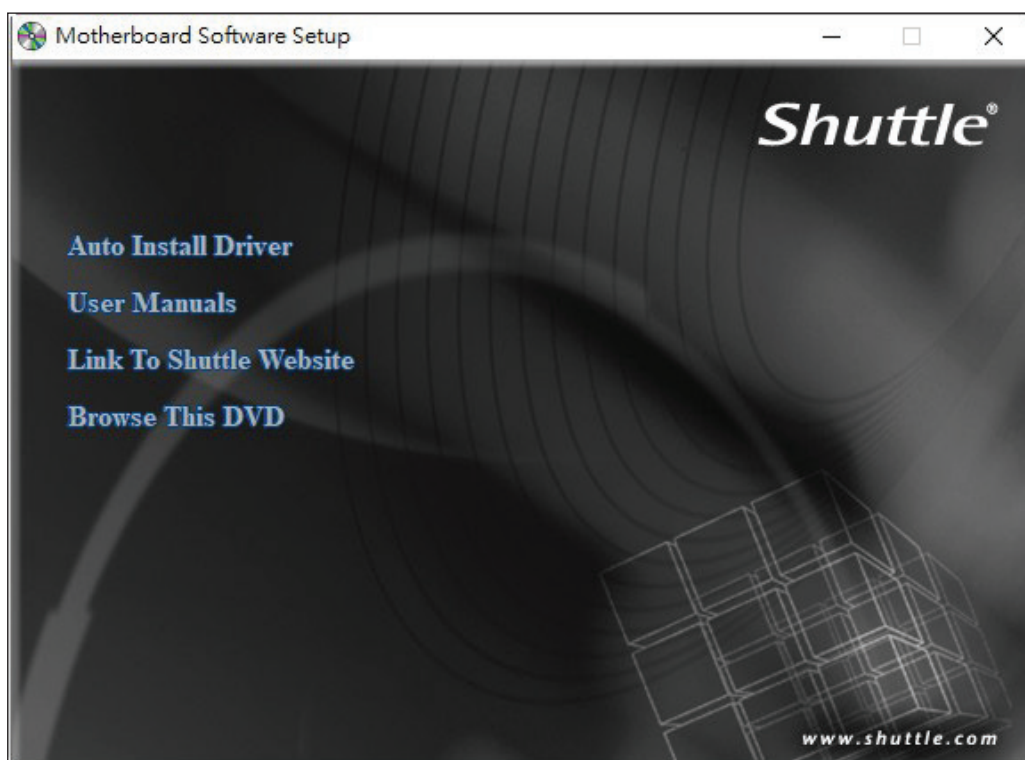 Motherboard Software Setup
Shuttle®
Auto Install Driver
User Manuals
Link To Shuttle Website
Browse This DVD
www.shuttle.com